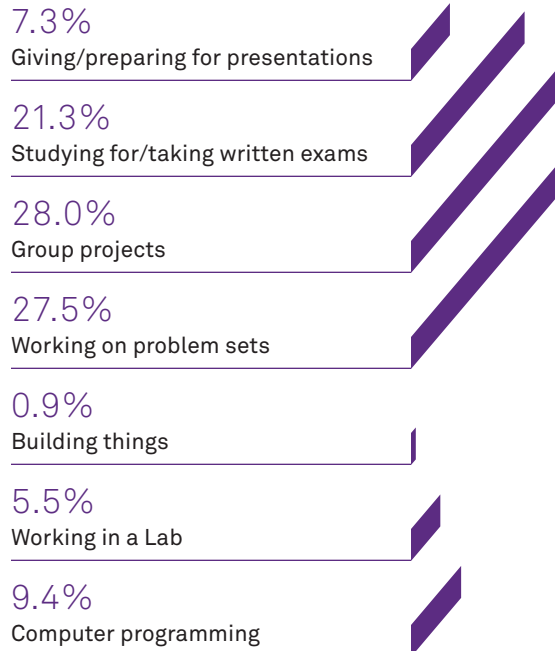 7.3%
Giving/preparing for presentations
21.3%
Studying for/taking written exams
28.0%
Group projects
27.5%
Working on problem sets
0.9%
Building things
5.5%
Working in a Lab
9.4%
Computer programming